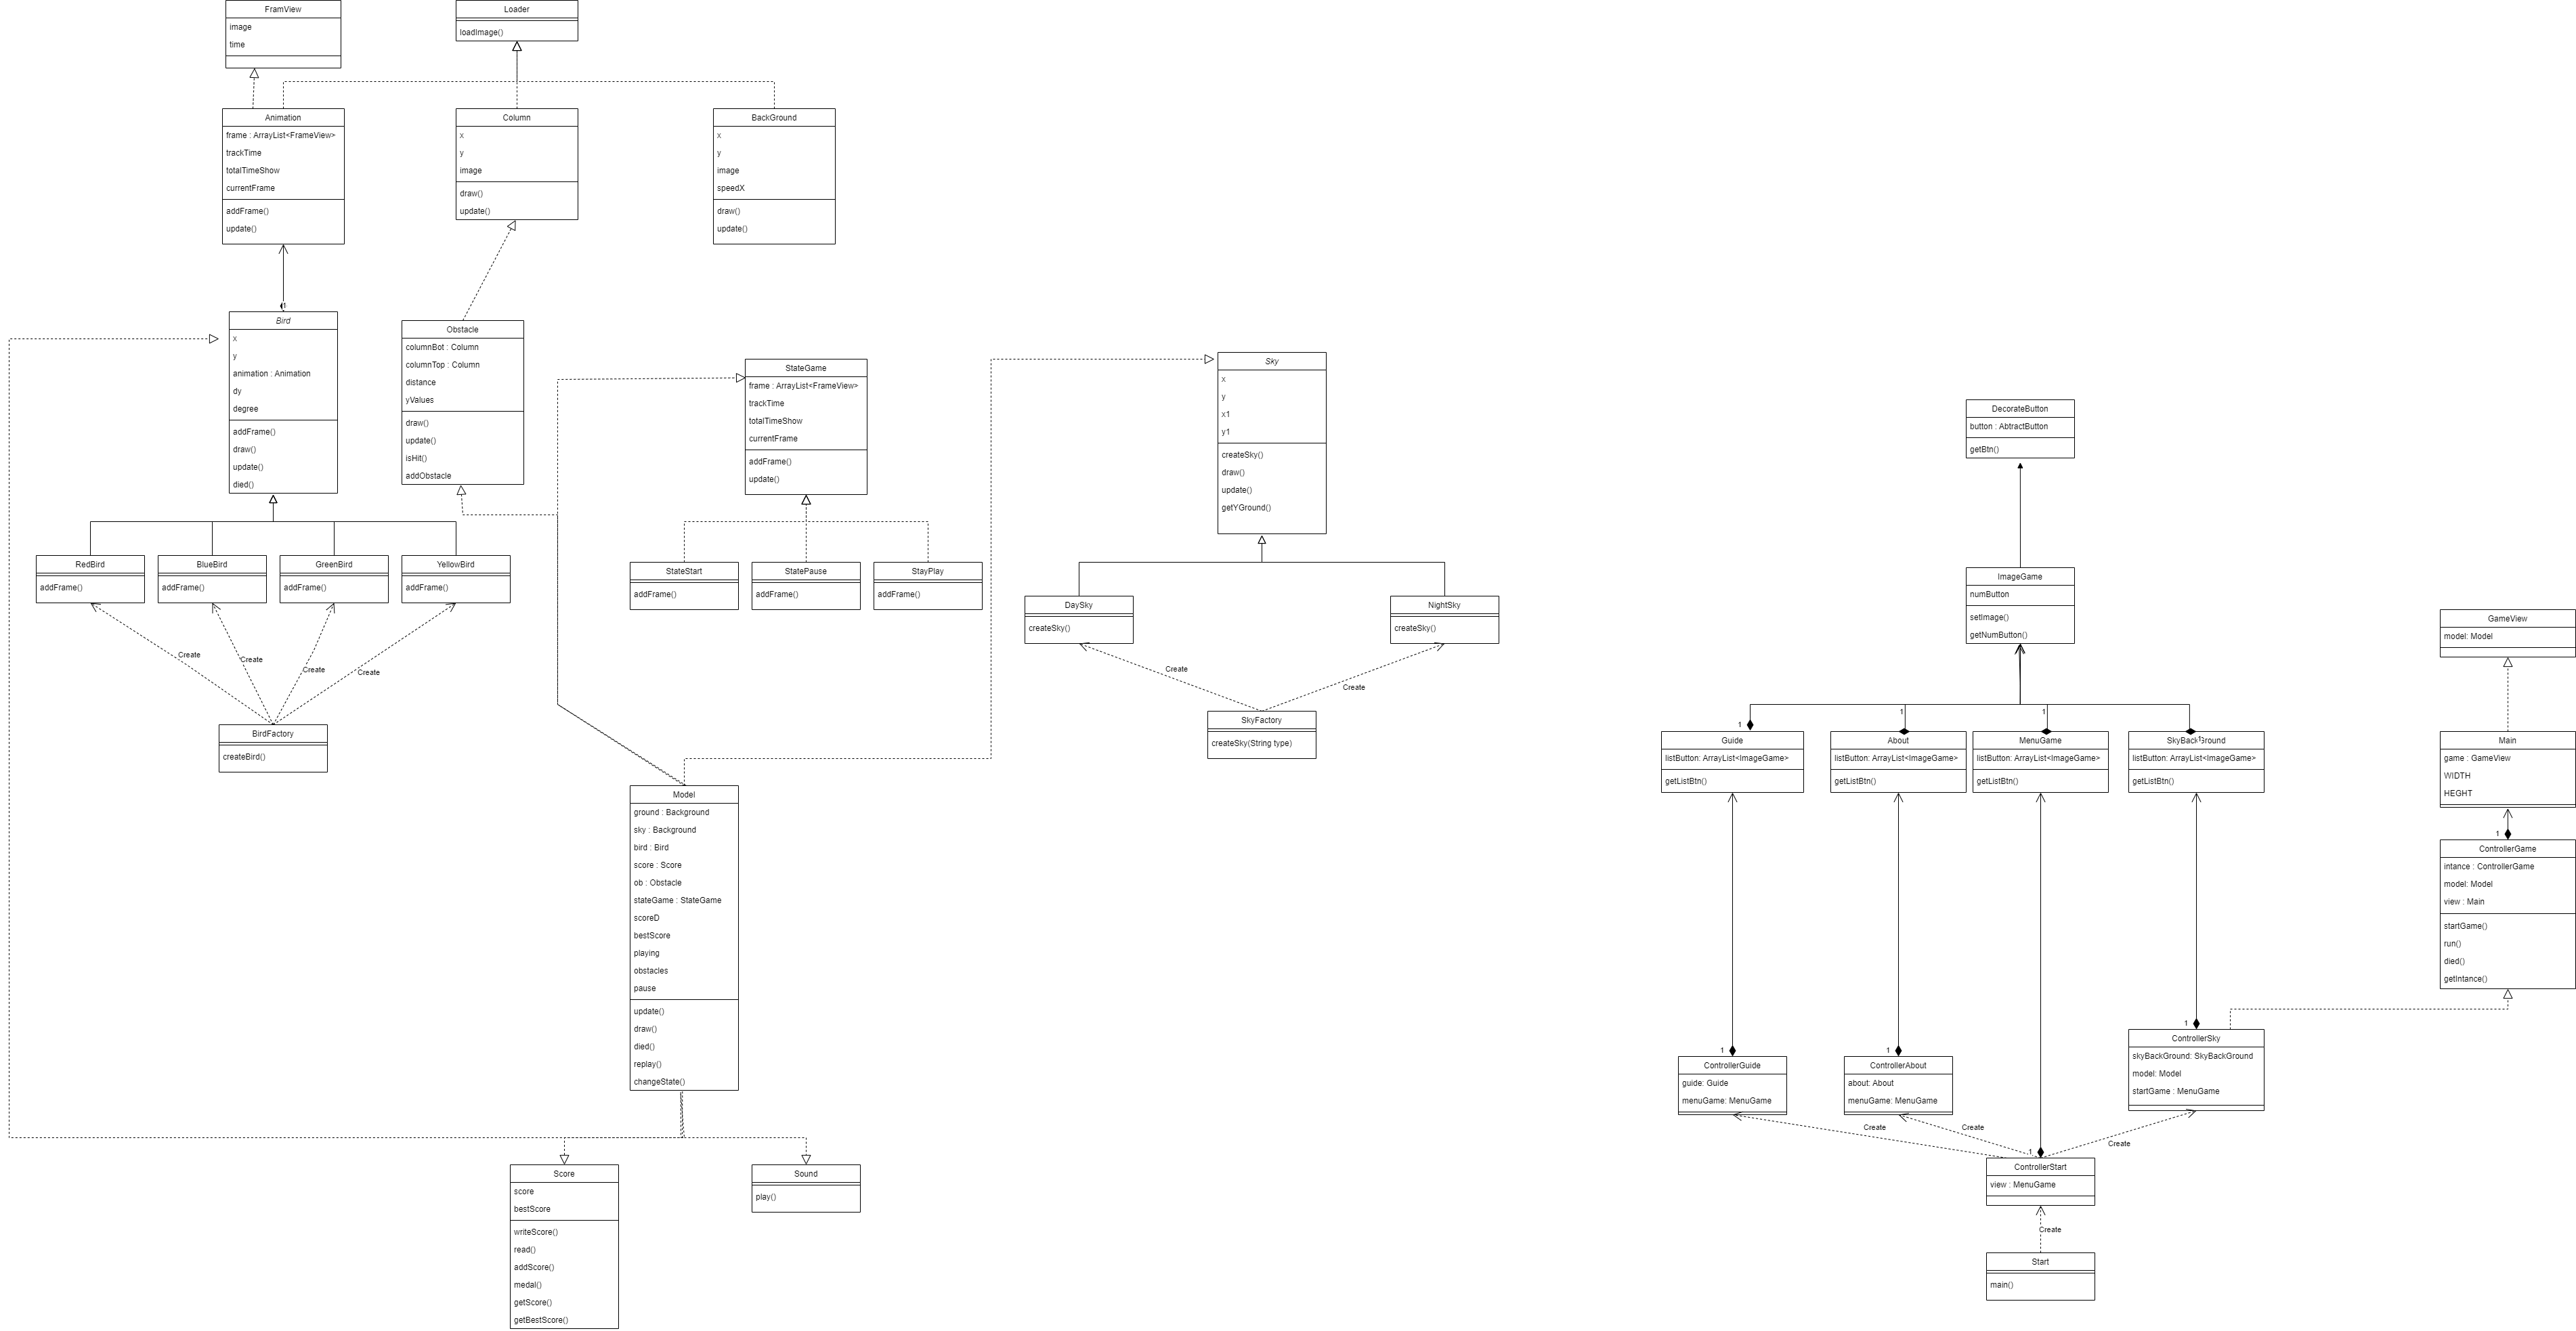 FramView
image
time
Loader
loadImage()
Animation
frame : ArrayList<FrameView>
trackTime
totalTimeShow
currentFrame
addFrame()
update()
Column
x
y
image
draw()
update()
BackGround
x
y
image
speedX
draw()
update()
1
Bird
x
y
animation : Animation
dy
degree
addFrame()
draw()
update()
died()
Obstacle
columnBot : Column
columnTop : Column
distance
yValues
draw()
update()
isHit()
addObstacle
StateGame
frame : ArrayList<FrameView>
trackTime
totalTimeShow
currentFrame
addFrame()
update()
Sky
x
y
x1
y1
createSky()
draw()
update()
getYGround()
RedBird
addFrame()
BlueBird
addFrame()
GreenBird
addFrame()
YellowBird
addFrame()
StateStart
addFrame()
StatePause
addFrame()
StayPlay
addFrame()
DaySky
createSky()
NightSky
createSky()
Create
Create
Create
Create
Create
Create
BirdFactory
createBird()
SkyFactory
createSky(String type)
Model
ground : Background
sky : Background
bird : Bird
score : Score
ob : Obstacle
stateGame : StateGame
scoreD
bestScore
playing
obstacles
pause
update()
draw()
died()
replay()
changeState()
Score
score
bestScore
writeScore()
read()
addScore()
medal()
getScore()
getBestScore()
Sound
play()
DecorateButton
button : AbtractButton
getBtn()
ImageGame
numButton
setImage()
getNumButton()
GameView
model: Model
1
1
1
1
Guide
listButton: ArrayList<ImageGame>
getListBtn()
About
listButton: ArrayList<ImageGame>
getListBtn()
MenuGame
listButton: ArrayList<ImageGame>
getListBtn()
SkyBackGround
listButton: ArrayList<ImageGame>
getListBtn()
Main
game : GameView
WIDTH
HEGHT
1
ControllerGame
intance : ControllerGame
model: Model
view : Main
startGame()
run()
died()
getIntance()
1
ControllerGuide
guide: Guide
menuGame: MenuGame
1
ControllerAbout
about: About
menuGame: MenuGame
1
ControllerSky
skyBackGround: SkyBackGround
model: Model
startGame : MenuGame
Create
Create
Create
1
ControllerStart
view : MenuGame
Create
Start
main()